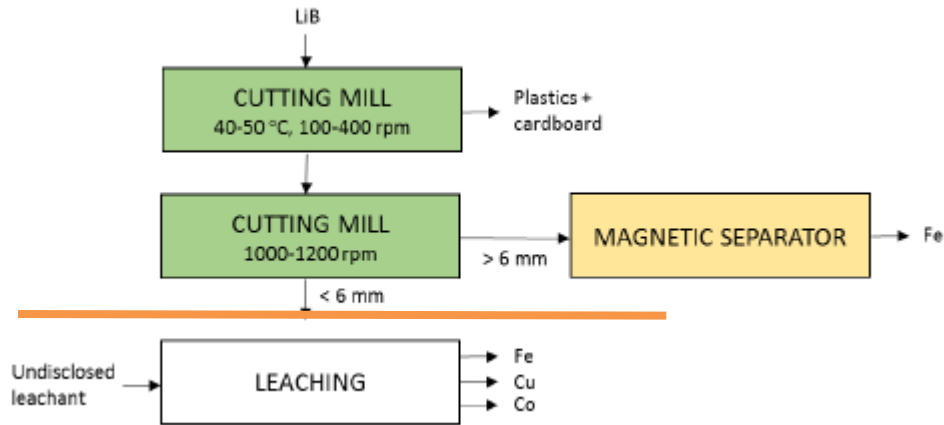 LiB
CUTTING MILL
40-50 °C, 100-400 rpm
Plastics +
cardboard
CUTTING MILL
1000-1200 rpm
> 6 mm
MAGNETIC SEPARATOR
Fe
< 6 mm
Undisclosed
leachant
LEACHING
Fe
Cu
Co